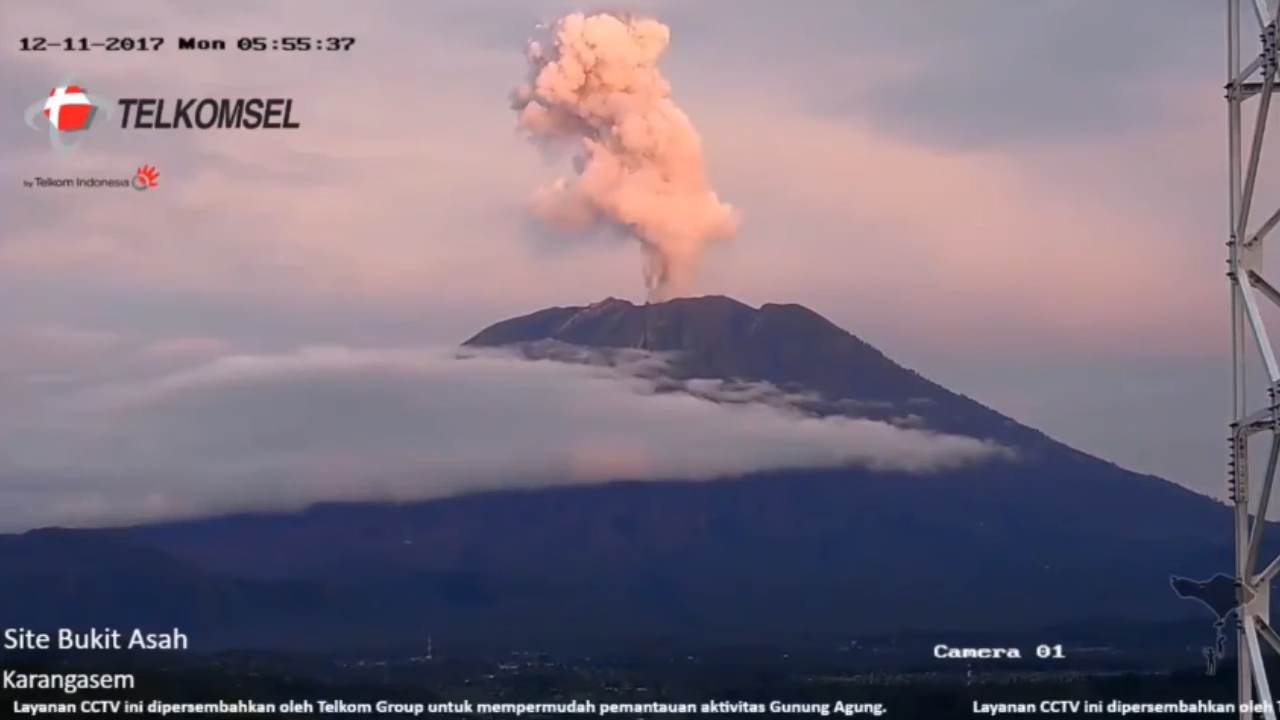 12-11-2017 Mon 05:55:37
TELKOMSEL
by Telkom Indonesia
Site Bukit Asah
Camera 01
Karangasem
Layanan CCTV ini dipersembahkan oleh Telkom Group untuk mempermudah pemantauan aktivitas Gunung Agung. Layanan CCTV ini dipersembahkan oleh